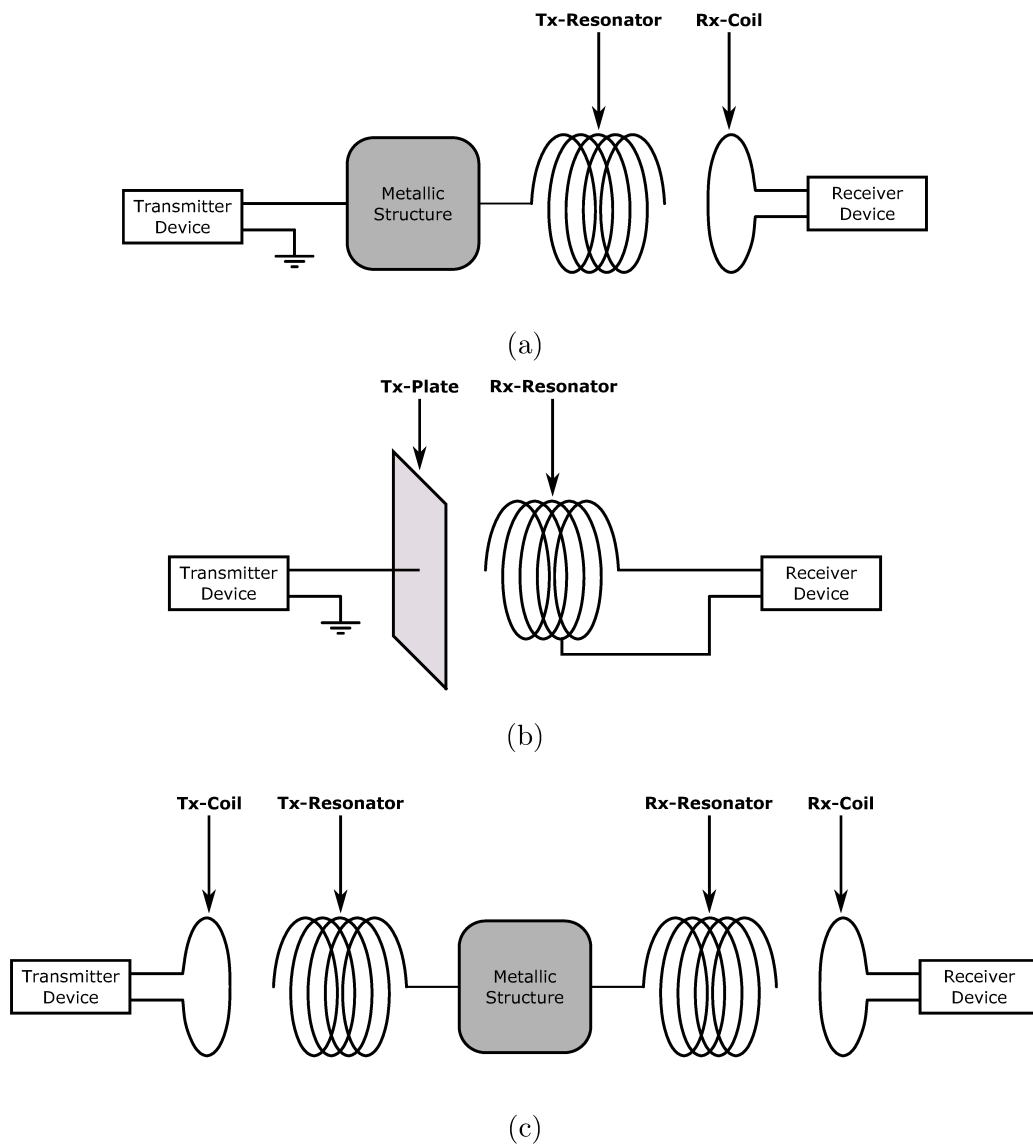 Tx-Resonator Rx-Coil
Transmitter
Device
Metallic
Structure
Receiver
Device
(a)
Tx-Plate Rx-Resonator
Transmitter
Device
Receiver
Device
(b)
Tx-Coil Tx-Resonator Rx-Resonator Rx-Coil
Transmitter
Device
Metallic
Structure
Receiver
Device
(c)